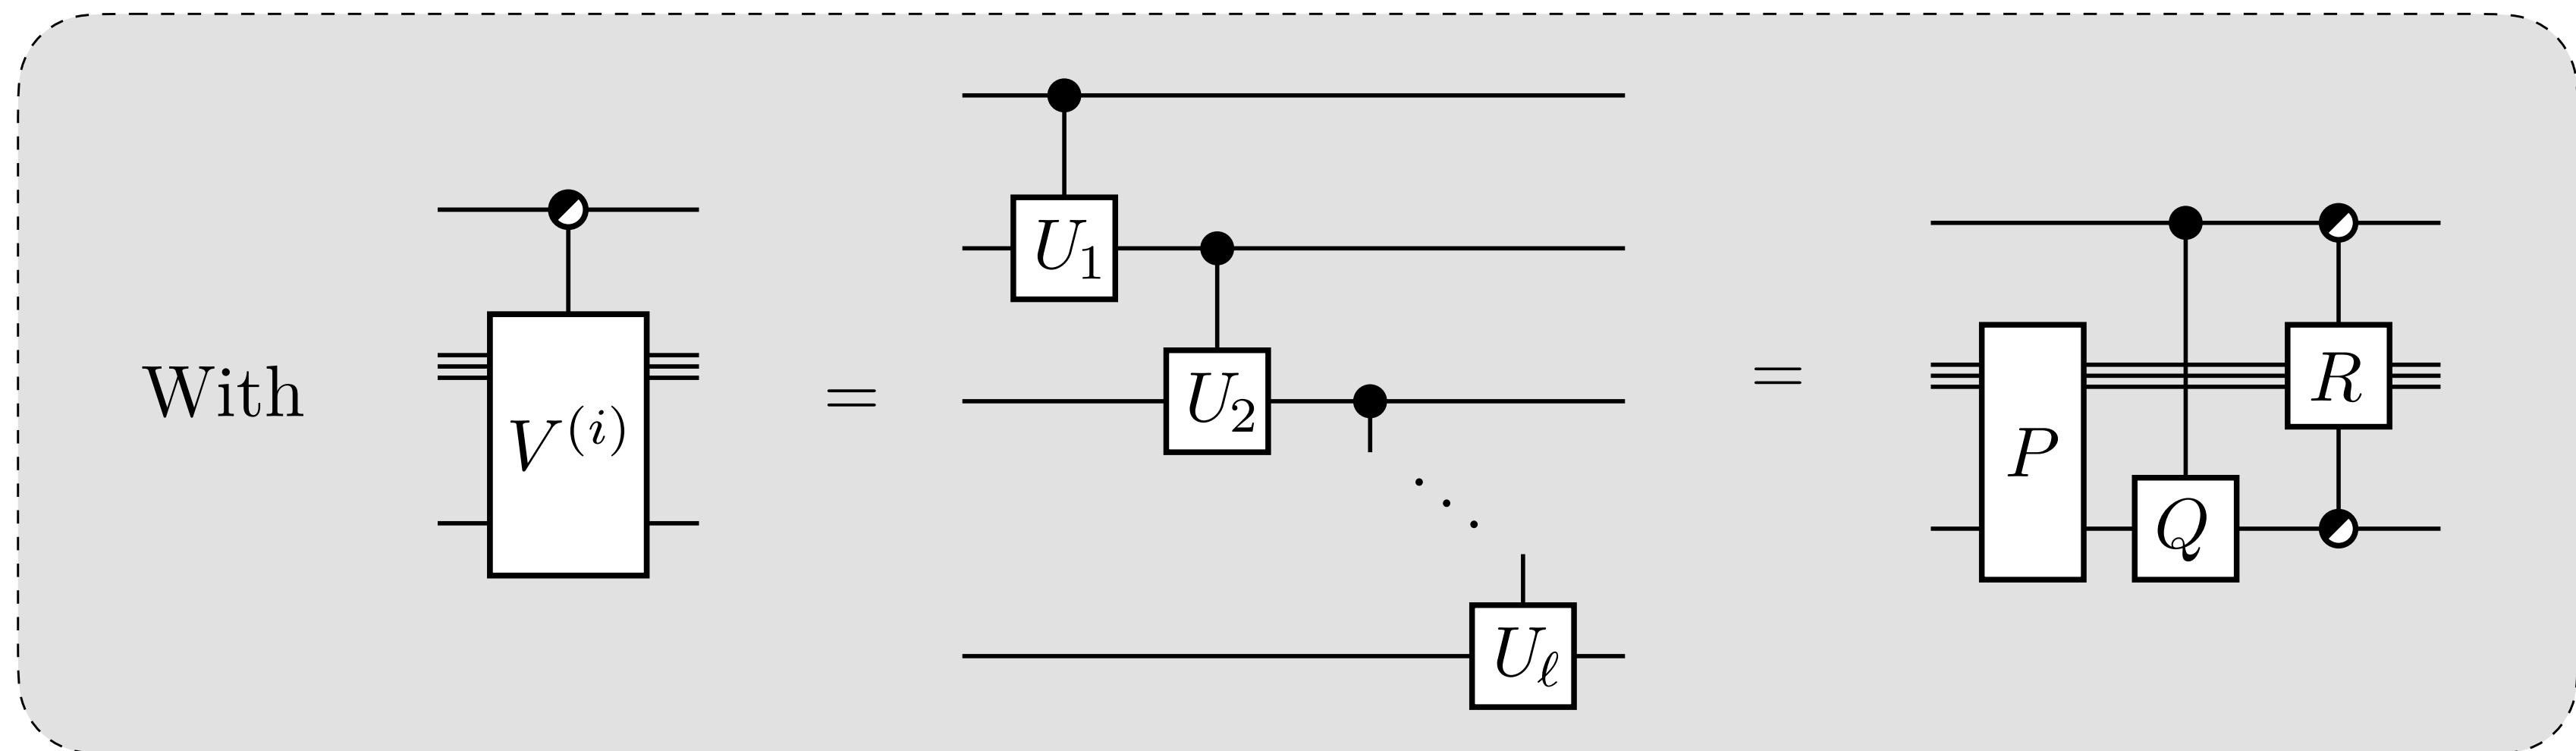 With
V^{(i)}
=
U_1
U_2
U_ℓ
=
P
Q
R